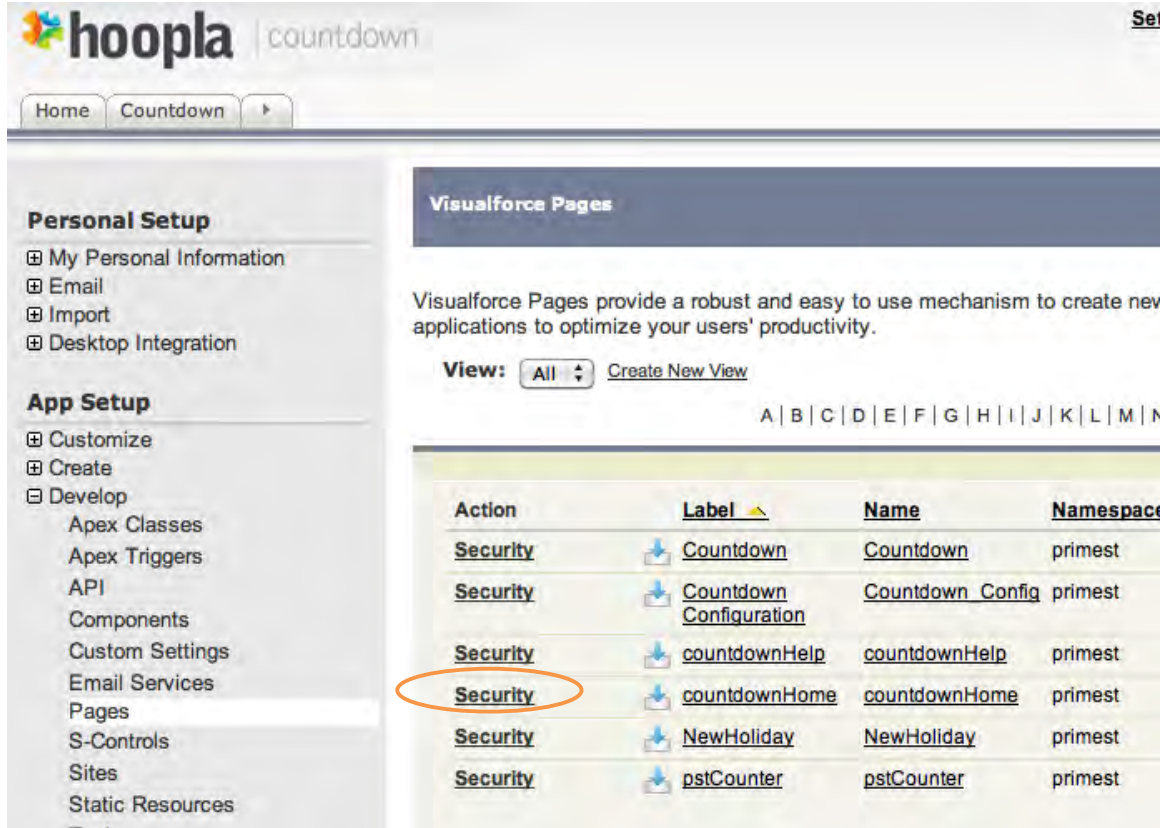 hoopla countdown
Set
Home Countdown
Personal Setup
My Personal Information
Email
Import
Desktop Integration
App Setup
Customize
Create
Develop
Apex Classes
Apex Triggers
API
Components
Custom Settings
Email Services
Pages
S-Controls
Sites
Static Resources
Visualforce Pages
Visualforce Pages provide a robust and easy to use mechanism to create new
applications to optimize your users' productivity.
View: All Create New View
A | B | C | D | E | F | G | H | I | J | K | L | M | N
Action Label Name Namespace
Security Countdown Countdown primest
Security Countdown Countdown_Config primest
Configuration
Security countdownHelp countdownHelp primest
Security countdownHome countdownHome primest
Security NewHoliday NewHoliday primest
Security pstCounter pstCounter primest